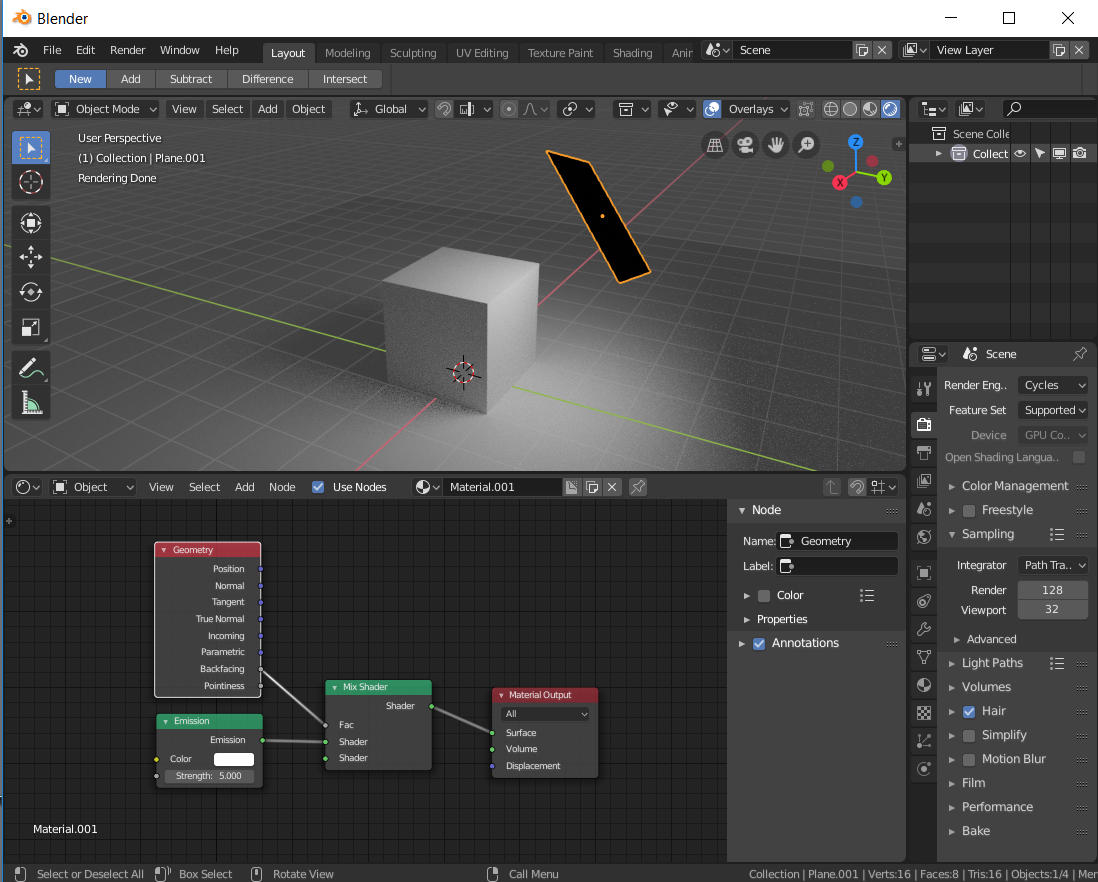 Blender
File Edit Render Window Help Layout Modeling Sculpting UV Editing Texture Paint Shading Anir Scene View Layer
New Add Subtract Difference Intersect
Object Mode View Select Add Object Global Overlays
User Perspective
(1) Collection | Plane.001
Rendering Done
Z
Y
X
Scene Colle
Collect
Scene
Render Eng.. Cycles
Feature Set Supported
Device GPU Co..
Open Shading Langua..
Color Management
Freestyle
Sampling
Integrator Path Tra..
Render 128
Viewport 32
Advanced
Light Paths
Volumes
Hair
Simplify
Motion Blur
Film
Performance
Bake
Object View Select Add Node Use Nodes Material.001
Geometry
Position
Normal
Tangent
True Normal
Incoming
Parametric
Backfacing
Pointiness
Emission
Emission
Color
Strength: 5.000
Mix Shader
Shader
Fac
Shader
Shader
Material Output
All
Surface
Volume
Displacement
Material.001
Node
Name: Geometry
Label:
Color
Properties
Annotations
Select or Deselect All Box Select Rotate View Call Menu Collection | Plane.001 | Verts:16 | Faces:8 | Tris:16 | Objects:1/4 | Mer